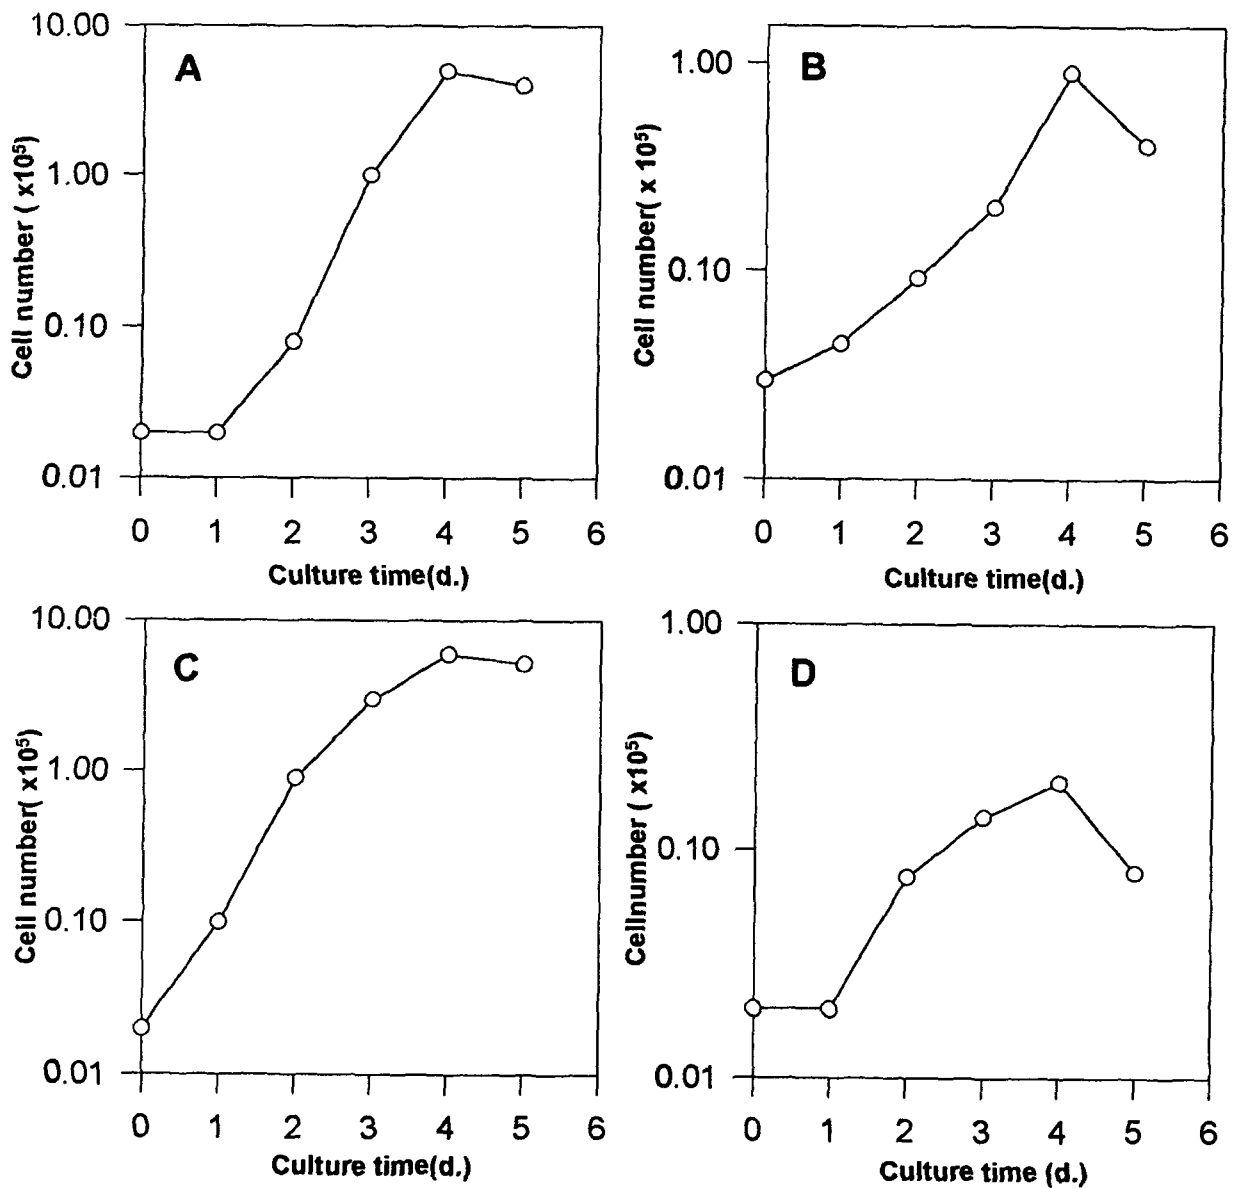 A
Cell number ( x10⁵)
10.00
1.00
0.10
0.01
0 1 2 3 4 5 6
Culture time(d.)
B
Cell number( x 10⁵)
1.00
0.10
0.01
0 1 2 3 4 5 6
Culture time(d.)
C
Cell number( x10⁵)
10.00
1.00
0.10
0.01
0 1 2 3 4 5 6
Culture time(d.)
D
Cellnumber ( x10⁵)
1.00
0.10
0.01
0 1 2 3 4 5 6
Culture time (d.)